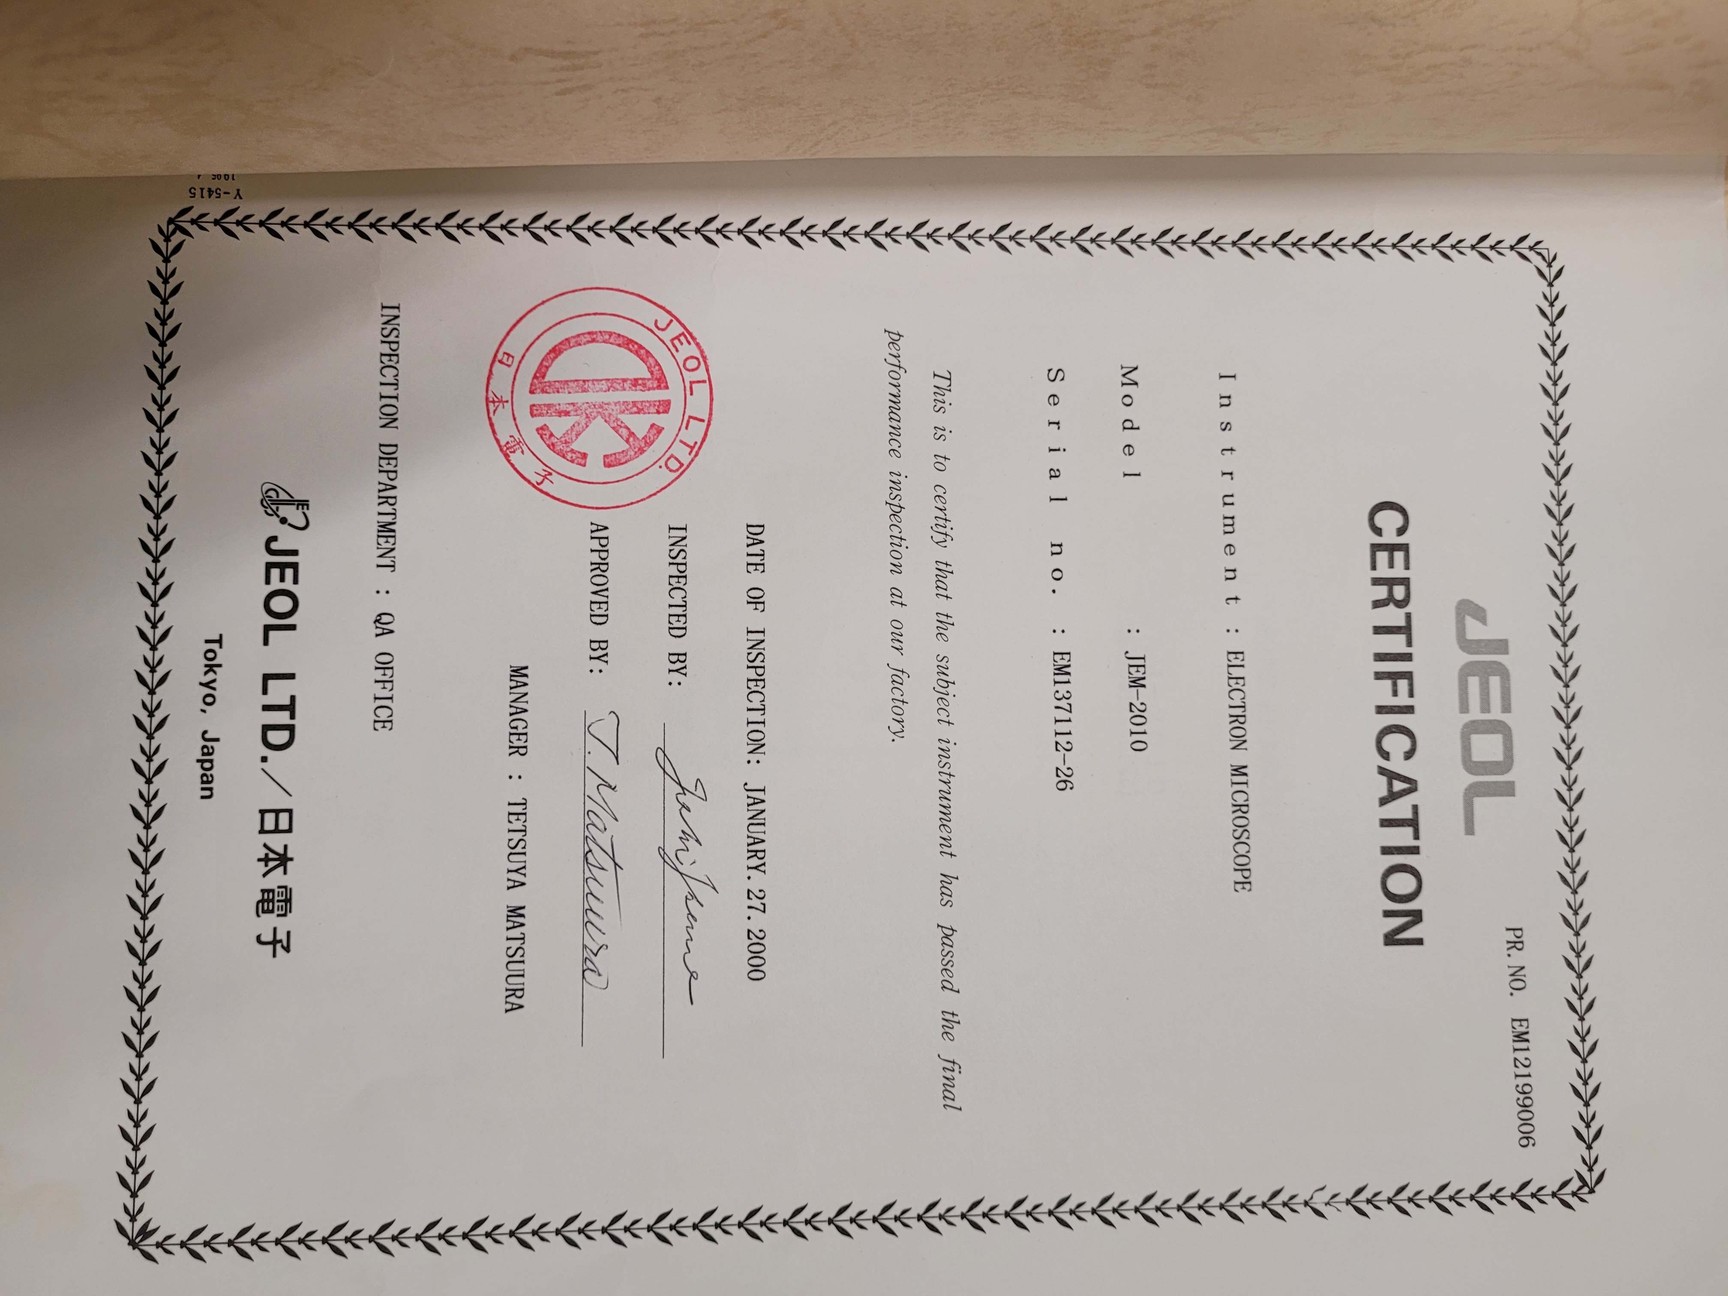 JEOL
PR. NO. EM12199006
CERTIFICATION
Instrument : ELECTRON MICROSCOPE
Model : JEM-2010
Serial no. : EM137112-26
This is to certify that the subject instrument has passed the final
performance inspection at our factory.
DATE OF INSPECTION: JANUARY. 27. 2000
INSPECTED BY:
APPROVED BY: T. Matsuura
MANAGER : TETSUYA MATSUURA
JEOL LTD.
日本電子
INSPECTION DEPARTMENT : QA OFFICE
JEOL JEOL LTD./日本電子
Tokyo, Japan
Y-5415